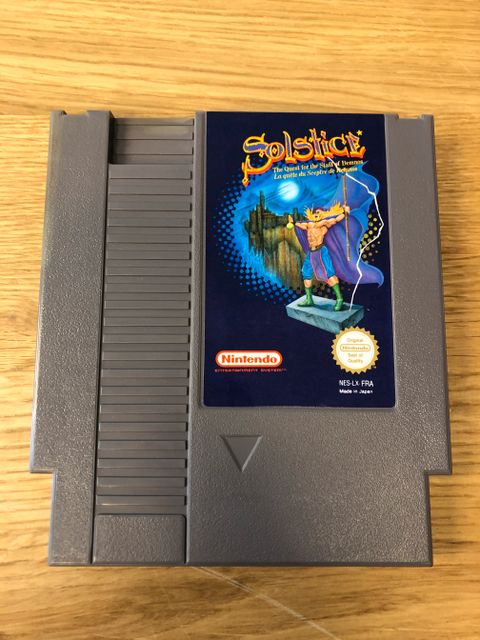 Solstice
The Quest for the Staff of Demnos
La quête du Sceptre de Demnos
Nintendo
ENTERTAINMENT SYSTEM™
Original
Nintendo
Seal of
Quality
NES-LX-FRA
Made in Japan